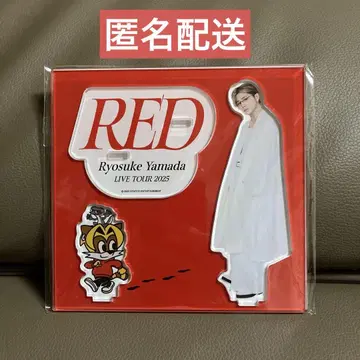 匿名配送
RED
Ryosuke Yamada
LIVE TOUR 2025